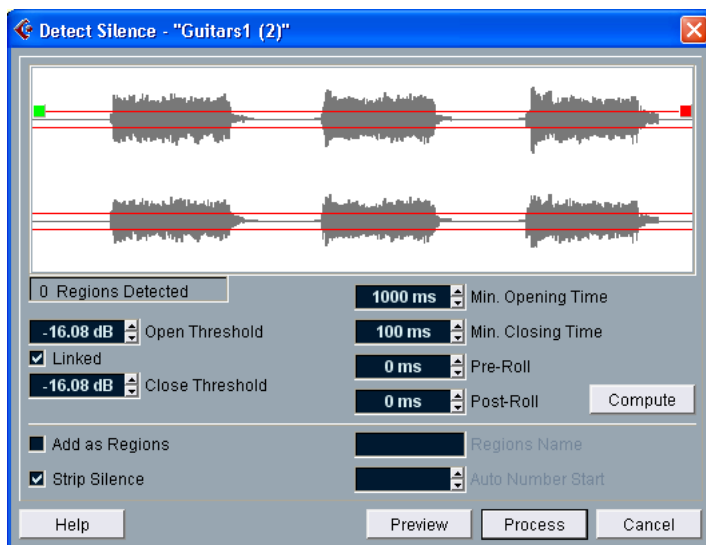 Detect Silence - "Guitars1 (2)"
0 Regions Detected
-16.08 dB Open Threshold
Linked
-16.08 dB Close Threshold
1000 ms Min. Opening Time
100 ms Min. Closing Time
0 ms Pre-Roll
0 ms Post-Roll
Compute
Add as Regions
Regions Name
Strip Silence
Auto Number Start
Help
Preview
Process
Cancel